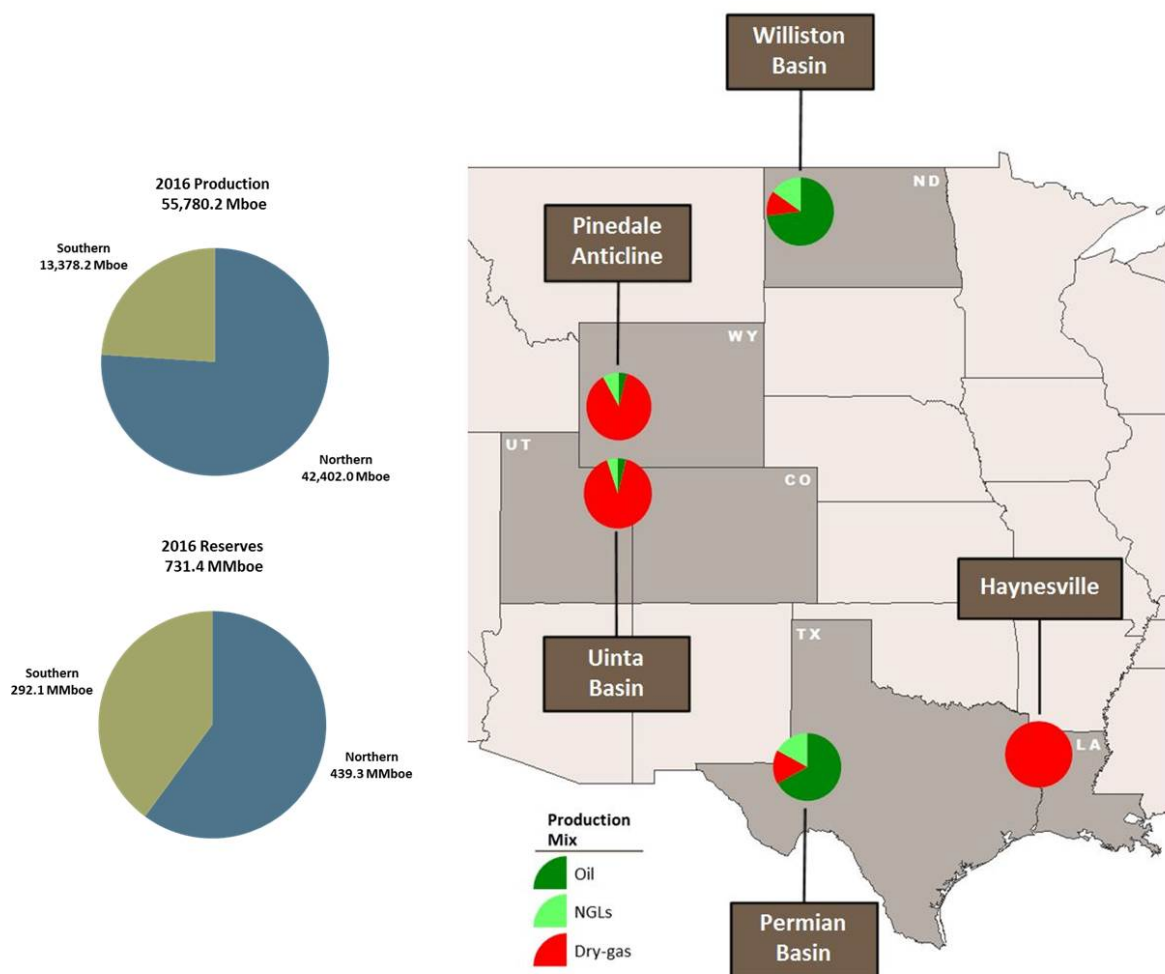 2016 Production
55,780.2 Mboe
Southern
13,378.2 Mboe
Northern
42,402.0 Mboe
2016 Reserves
731.4 MMboe
Southern
292.1 MMboe
Northern
439.3 MMboe
Williston
Basin
ND
Pinedale
Anticline
WY
UT
CO
Uinta
Basin
Haynesville
TX
LA
Production
Mix
Oil
NGLs
Dry-gas
Permian
Basin